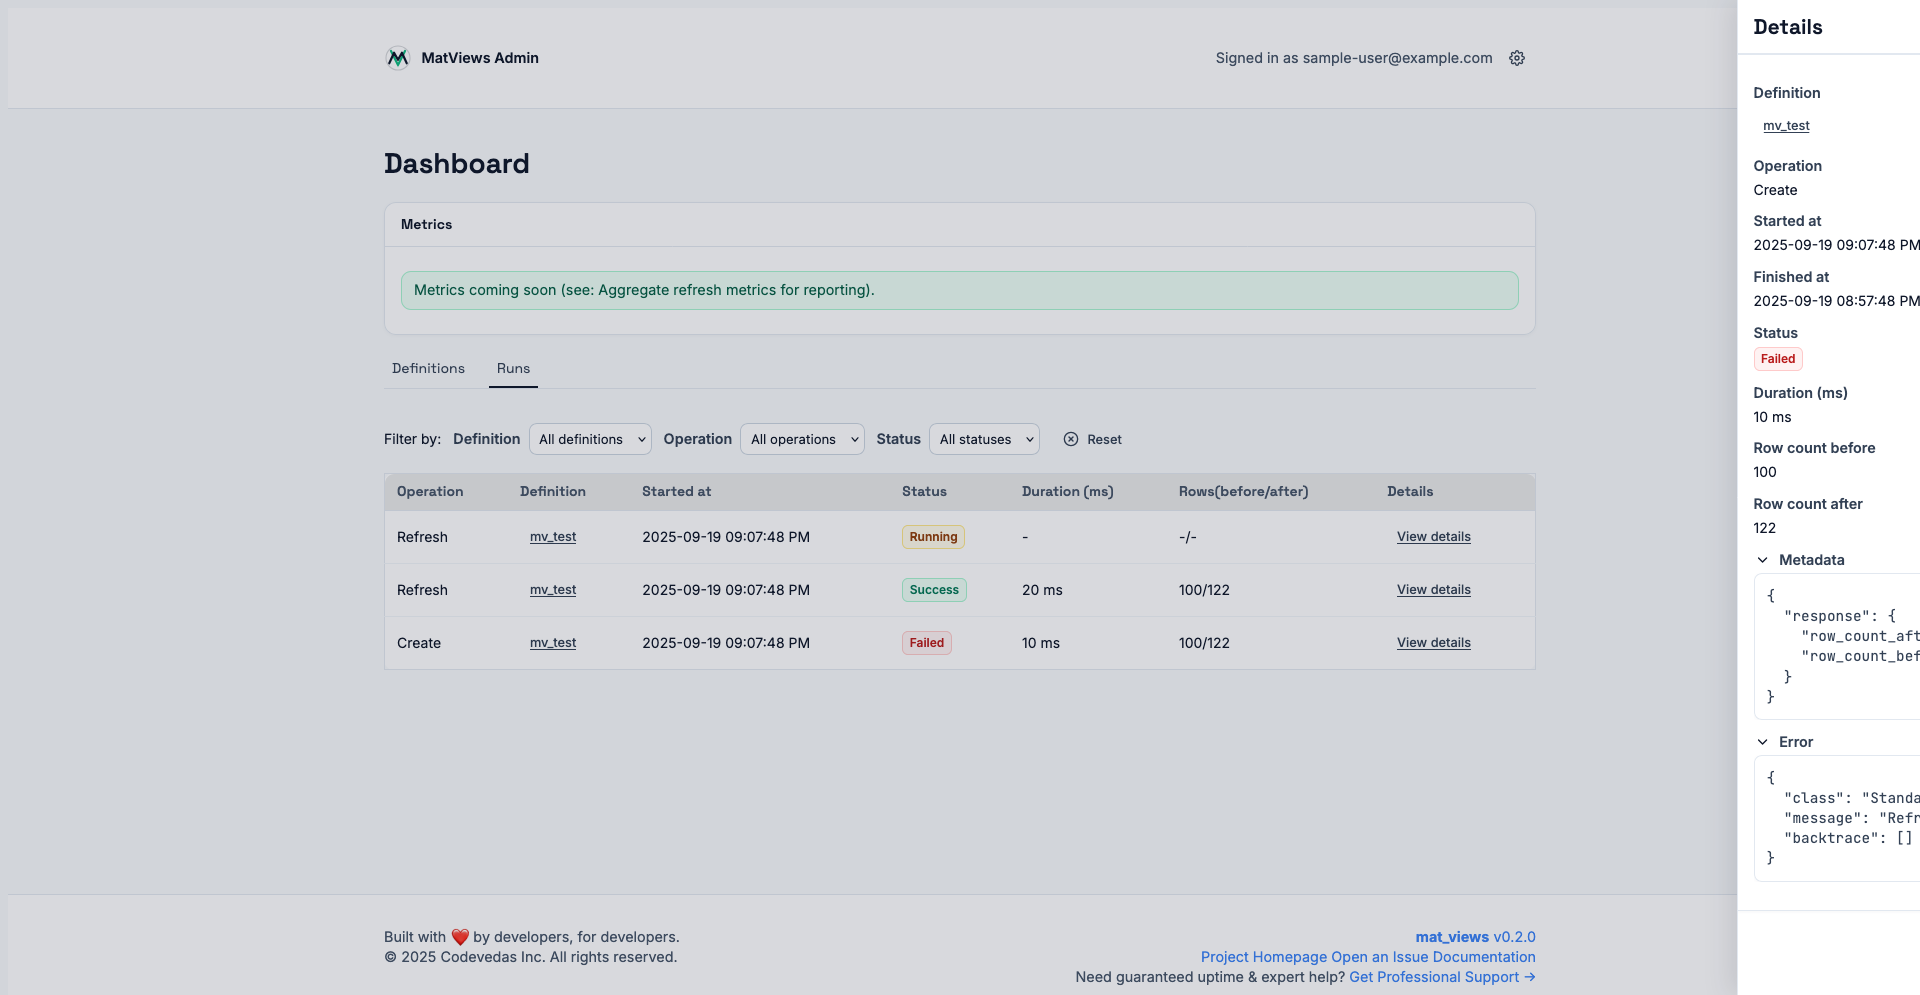 MatViews Admin
Signed in as sample-user@example.com
Dashboard
Metrics
Metrics coming soon (see: Aggregate refresh metrics for reporting).
Definitions Runs
Filter by: Definition All definitions Operation All operations Status All statuses Reset
Operation Definition Started at Status Duration (ms) Rows(before/after) Details
Refresh mv_test 2025-09-19 09:07:48 PM Running - -/- View details
Refresh mv_test 2025-09-19 09:07:48 PM Success 20 ms 100/122 View details
Create mv_test 2025-09-19 09:07:48 PM Failed 10 ms 100/122 View details
Built with ❤️ by developers, for developers.
© 2025 Codevedas Inc. All rights reserved.
mat_views v0.2.0
Project Homepage Open an Issue Documentation
Need guaranteed uptime & expert help? Get Professional Support →
Details
Definition
mv_test
Operation
Create
Started at
2025-09-19 09:07:48 PM
Finished at
2025-09-19 08:57:48 PM
Status
Failed
Duration (ms)
10 ms
Row count before
100
Row count after
122
Metadata
{
"response": {
"row_count_aft
"row_count_bef
}
}
Error
{
"class": "Standa
"message": "Refr
"backtrace": []
}